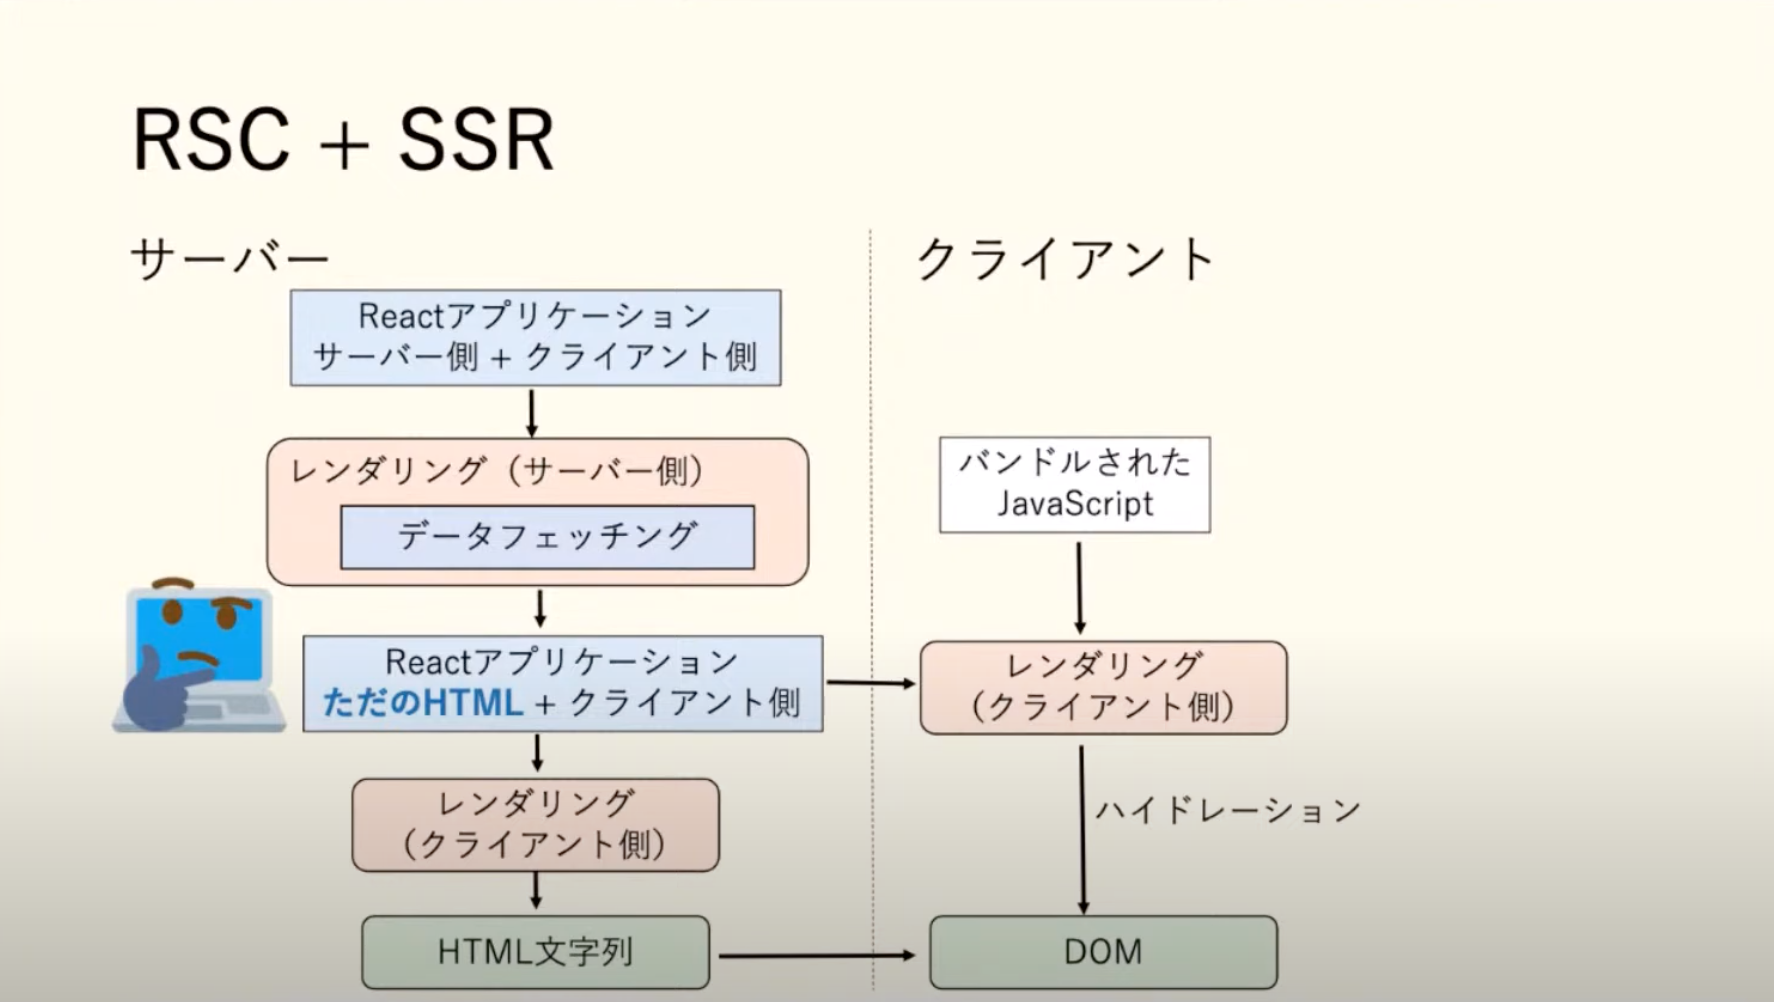 RSC + SSR
サーバー
クライアント
Reactアプリケーション
サーバー側 + クライアント側
レンダリング（サーバー側）
データフェッチング
Reactアプリケーション
ただのHTML + クライアント側
レンダリング
（クライアント側）
HTML文字列
バンドルされた
JavaScript
レンダリング
（クライアント側）
ハイドレーション
DOM